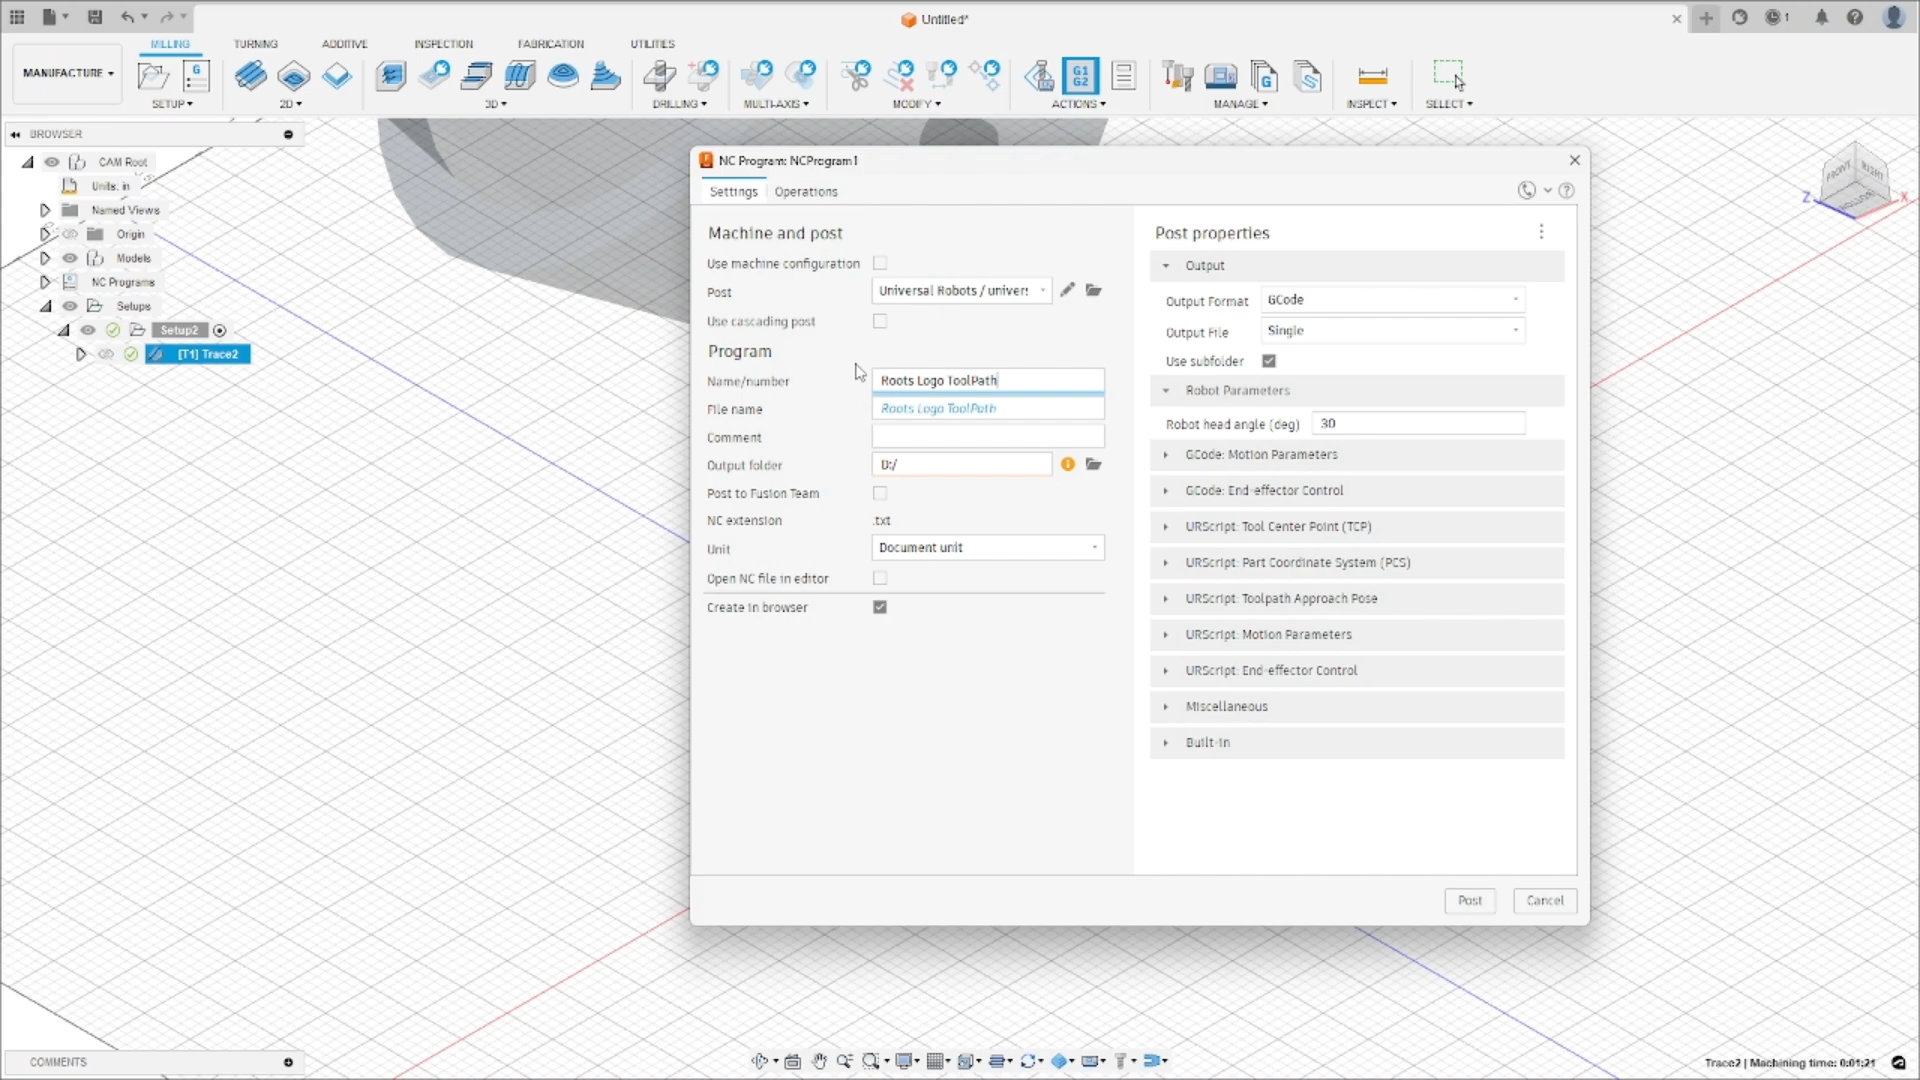 Untitled*
1
MANUFACTURE
MILLING
TURNING
ADDITIVE
INSPECTION
FABRICATION
UTILITIES
G
G1
G2
G
SETUP
2D
3D
DRILLING
MULTI-AXIS
MODIFY
ACTIONS
MANAGE
INSPECT
SELECT
BROWSER
CAM Root
Units: in
Named Views
Origin
Models
NC Programs
Setups
Setup2
[T1] Trace2
FRONT
RIGHT
BOTTOM
Z
X
NC Program: NCProgram1
Settings
Operations
Machine and post
Use machine configuration
Post
Universal Robots / univer
Use cascading post
Program
Name/number
Roots Logo ToolPath
File name
Roots Logo ToolPath
Comment
Output folder
D:/
Post to Fusion Team
NC extension
.txt
Unit
Document unit
Open NC file in editor
Create in browser
Post properties
Output
Output Format
GCode
Output File
Single
Use subfolder
Robot Parameters
Robot head angle (deg)
30
GCode: Motion Parameters
GCode: End-effector Control
URScript: Tool Center Point (TCP)
URScript: Part Coordinate System (PCS)
URScript: Toolpath Approach Pose
URScript: Motion Parameters
URScript: End-effector Control
Miscellaneous
Built-in
Post
Cancel
COMMENTS
Trace2 | Machining time: 0:01:21